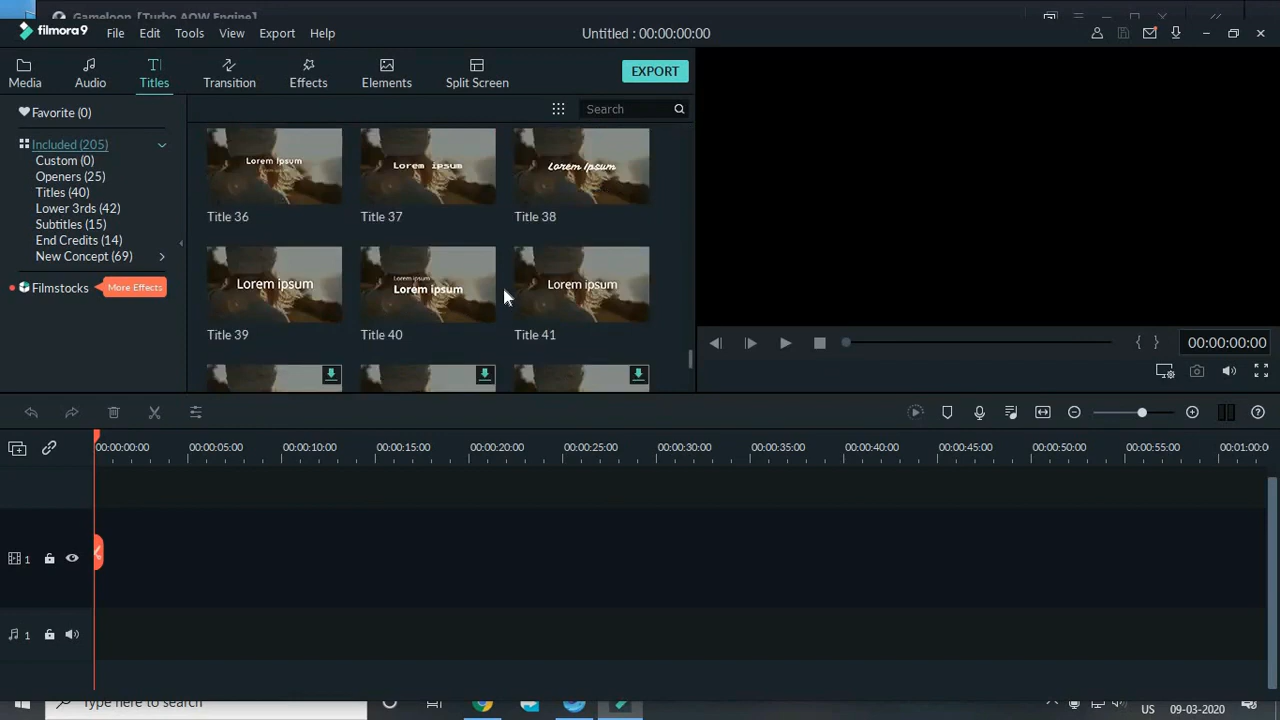 Gameloop【Turbo AOW Engine】
filmora9 File Edit Tools View Export Help Untitled : 00:00:00:00
Media Audio Titles Transition Effects Elements Split Screen EXPORT
Favorite (0)
Search
Included (205)
Custom (0)
Openers (25)
Titles (40)
Lower 3rds (42)
Subtitles (15)
End Credits (14)
New Concept (69)
Filmstocks More Effects
Lorem Ipsum
Lorem ipsum
Lorem Ipsum
Title 36 Title 37 Title 38
Lorem ipsum
Lorem ipsum
Lorem ipsum
Lorem ipsum
Title 39 Title 40 Title 41
00:00:00:00
00:00:00:00 00:00:05:00 00:00:10:00 00:00:15:00 00:00:20:00 00:00:25:00 00:00:30:00 00:00:35:00 00:00:40:00 00:00:45:00 00:00:50:00 00:00:55:00 00:01:00:0
1
1
Type here to search
US 09-03-2020